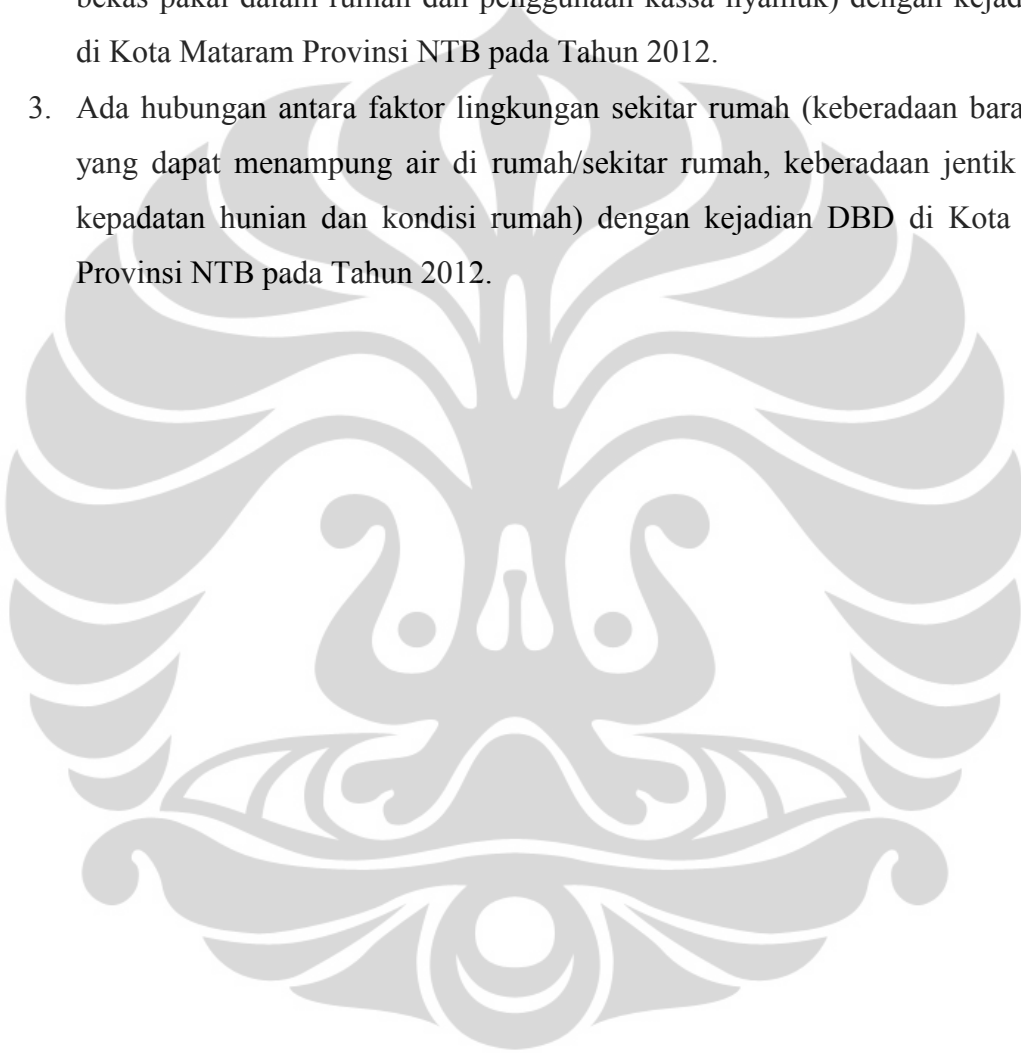 bekas pakai dalam rumah dan penggunaan kassa nyamuk) dengan
di Kota Mataram Provinsi NTB pada Tahun 2012.
3. Ada hubungan antara faktor lingkungan sekitar rumah (keberadaan
yang dapat menampung air di rumah/sekitar rumah, keberadaan jentik
kepadatan hunian dan kondisi rumah) dengan kejadian DBD di Kota
Provinsi NTB pada Tahun 2012.